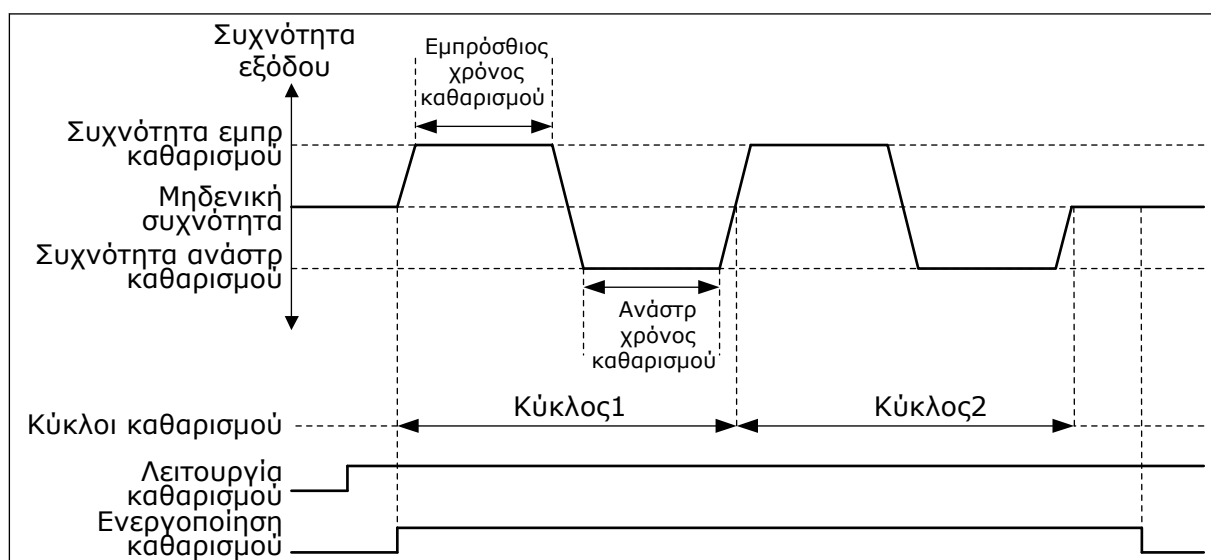 Συχνότητα
εξόδου
Εμπρόσθιος
χρόνος
καθαρισμού
Συχνότητα εμπρ
καθαρισμού
Μηδενική
συχνότητα
Συχνότητα ανάστρ
καθαρισμού
Ανάστρ
χρόνος
καθαρισμού
Κύκλος1
Κύκλος2
Κύκλοι καθαρισμού
Λειτουργία
καθαρισμού
Ενεργοποίηση
καθαρισμού